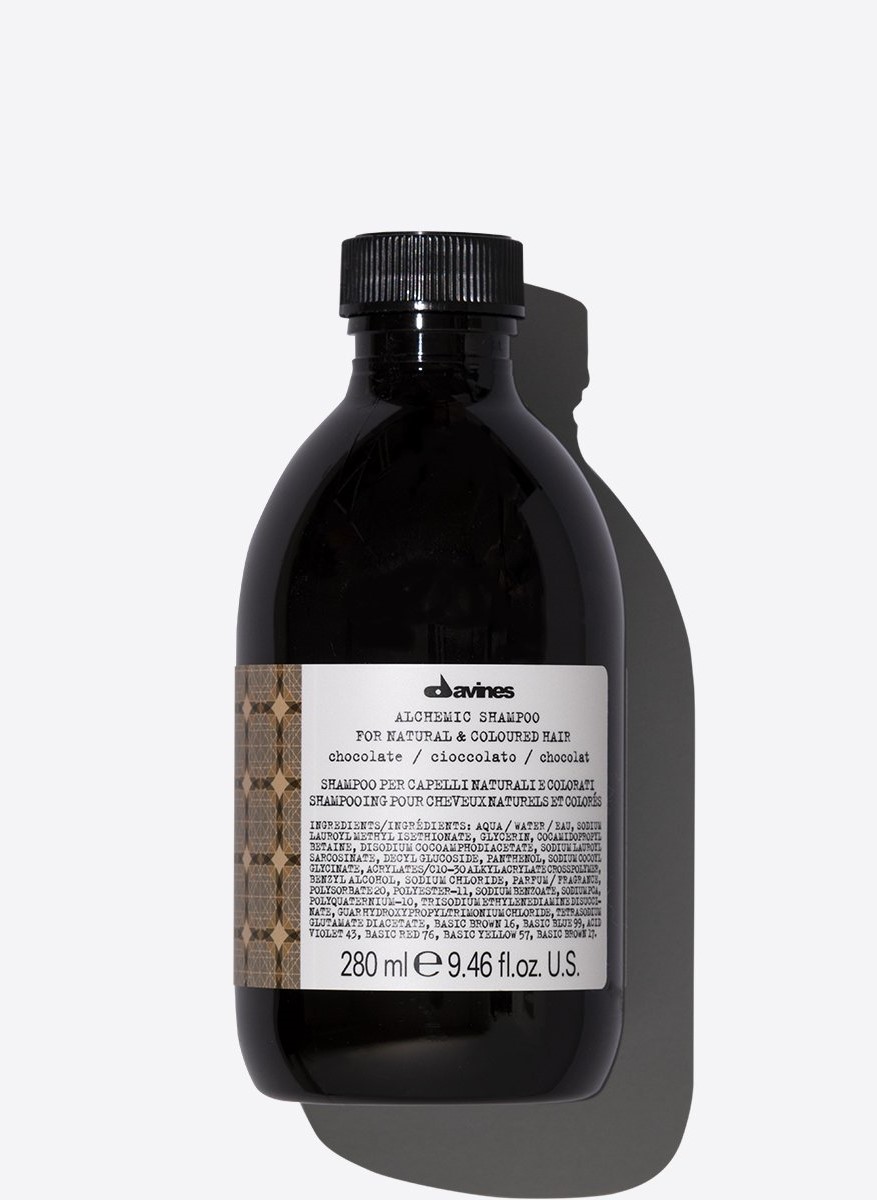 davines
ALCHEMIC SHAMPOO
FOR NATURAL & COLOURED HAIR
chocolate / cioccolato / chocolat
SHAMPOO PER CAPELLI NATURALI E COLORATI
SHAMPOOING POUR CHEVEUX NATURELS ET COLORÉS
INGREDIENTS/INGRÉDIENTS: AQUA / WATER / EAU, SODIUM
LAUROYL METHYL ISETHIONATE, GLYCERIN, COCAMIDOPROPYL
BETAINE, DISODIUM COCOAMPHODIACETATE, SODIUM LAUROYL
SARCOSINATE, DECYL GLUCOSIDE, PANTHENOL, SODIUM COCOYL
GLYCINATE, ACRYLATES/C10-30 ALKYL ACRYLATE CROSSPOLYMER,
BENZYL ALCOHOL, SODIUM CHLORIDE, PARFUM / FRAGRANCE,
POLYSORBATE 20, POLYESTER-11, SODIUM BENZOATE, SODIUM PCA,
POLYQUATERNIUM-10, TRISODIUM ETHYLENEDIAMINE DISUCCI-
NATE, GUAR HYDROXYPROPYLTRIMONIUM CHLORIDE, TETRASODIUM
GLUTAMATE DIACETATE, BASIC BROWN 16, BASIC BLUE 99, ACID
VIOLET 43, BASIC RED 76, BASIC YELLOW 57, BASIC BROWN 17.
280 ml e 9.46 fl.oz. U.S.